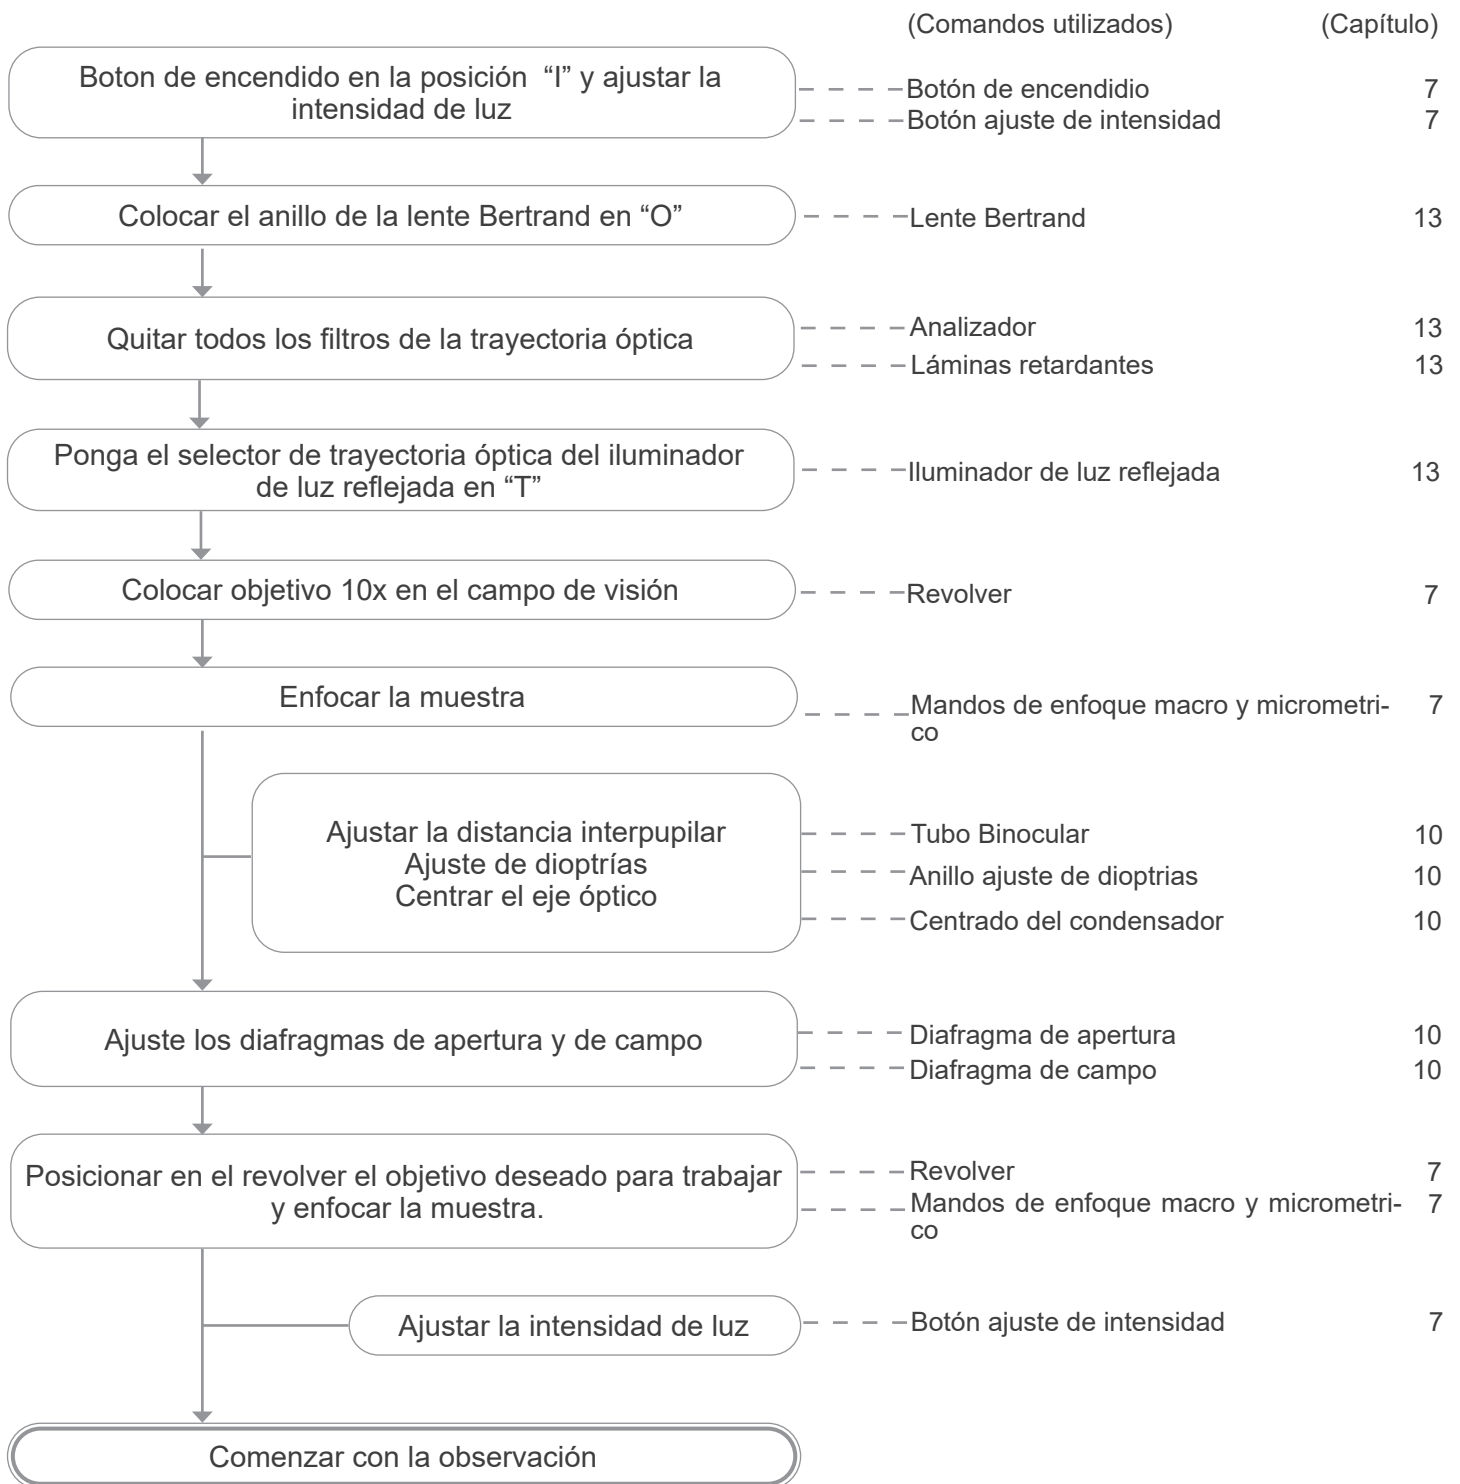 (Comandos utilizados) (Capítulo)
Boton de encendido en la posición “I” y ajustar la
intensidad de luz
Botón de encendidio 7
Botón ajuste de intensidad 7
Colocar el anillo de la lente Bertrand en “O”
Lente Bertrand 13
Quitar todos los filtros de la trayectoria óptica
Analizador 13
Láminas retardantes 13
Ponga el selector de trayectoria óptica del iluminador
de luz reflejada en “T”
Iluminador de luz reflejada 13
Colocar objetivo 10x en el campo de visión
Revolver 7
Enfocar la muestra
Mandos de enfoque macro y micrometri- 7
co
Ajustar la distancia interpupilar
Ajuste de dioptrías
Centrar el eje óptico
Tubo Binocular 10
Anillo ajuste de dioptrias 10
Centrado del condensador 10
Ajuste los diafragmas de apertura y de campo
Diafragma de apertura 10
Diafragma de campo 10
Posicionar en el revolver el objetivo deseado para trabajar
y enfocar la muestra.
Revolver 7
Mandos de enfoque macro y micrometri- 7
co
Ajustar la intensidad de luz
Botón ajuste de intensidad 7
Comenzar con la observación